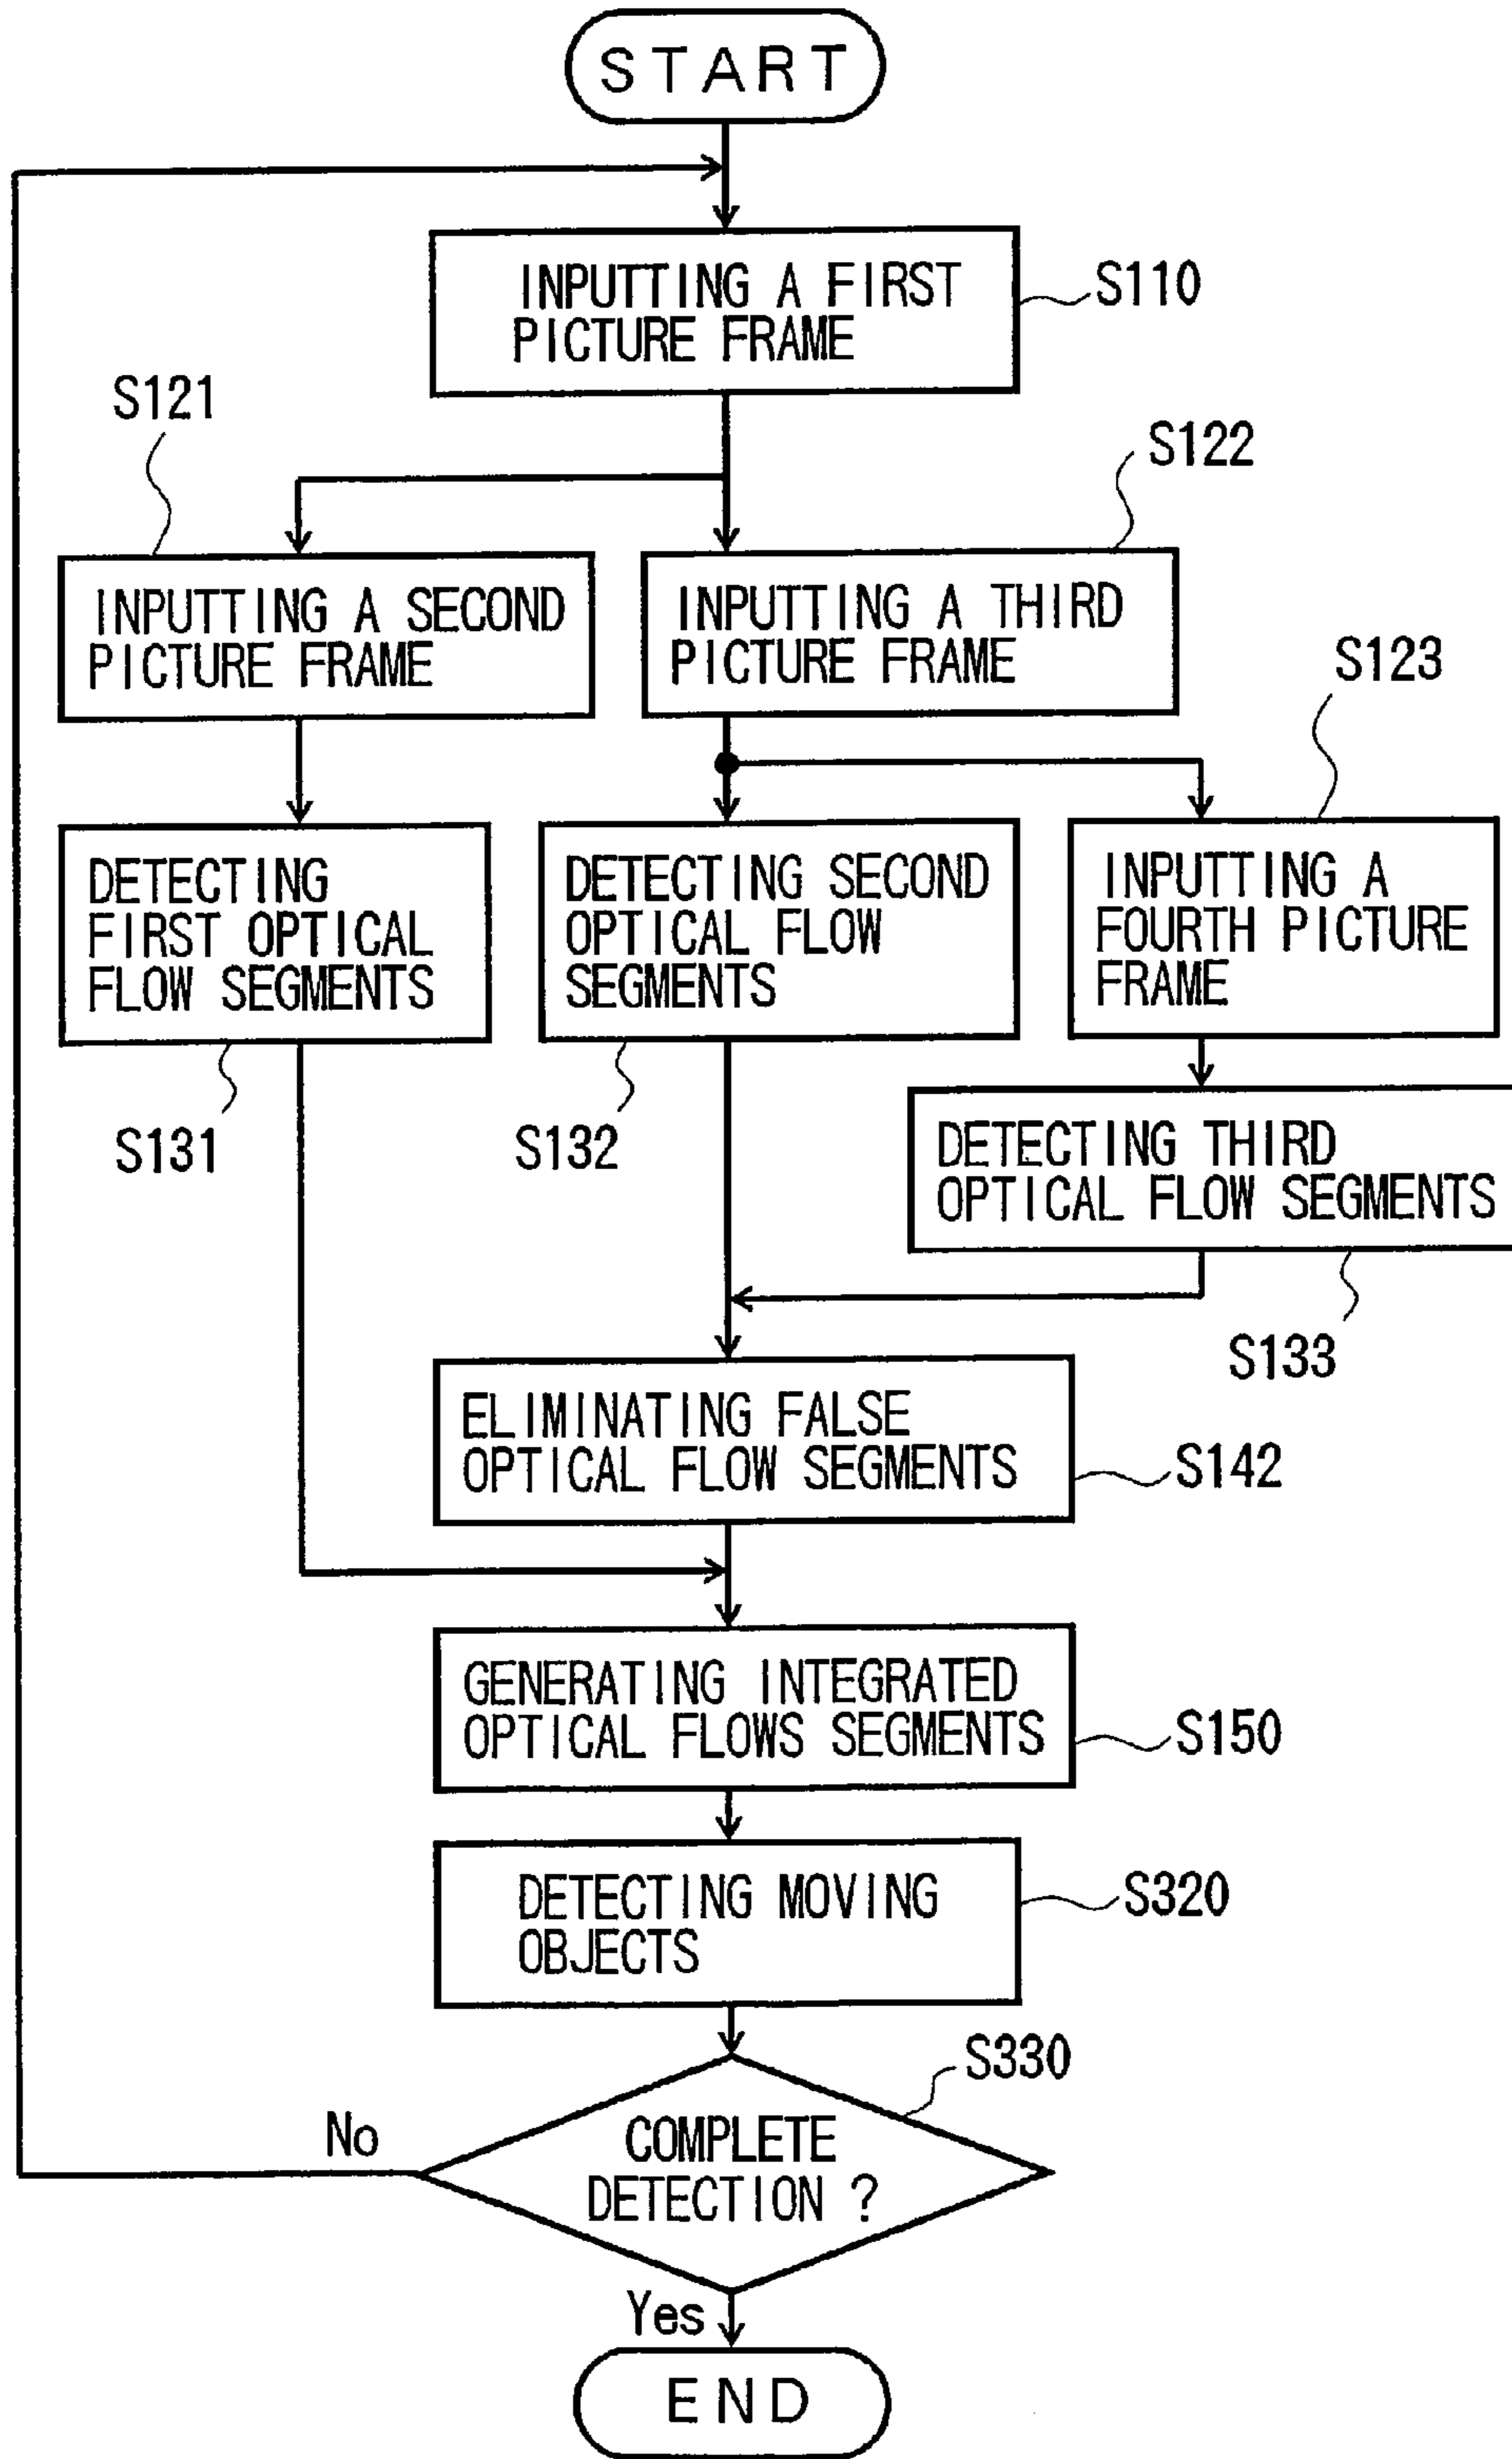 START
INPUTTING A FIRST
PICTURE FRAME
S110
S121
S122
INPUTTING A SECOND
PICTURE FRAME
INPUTTING A THIRD
PICTURE FRAME
S123
DETECTING
FIRST OPTICAL
FLOW SEGMENTS
DETECTING SECOND
OPTICAL FLOW
SEGMENTS
INPUTTING A
FOURTH PICTURE
FRAME
S131
S132
DETECTING THIRD
OPTICAL FLOW SEGMENTS
S133
ELIMINATING FALSE
OPTICAL FLOW SEGMENTS
S142
GENERATING INTEGRATED
OPTICAL FLOWS SEGMENTS
S150
DETECTING MOVING
OBJECTS
S320
S330
No
COMPLETE
DETECTION ?
Yes
END